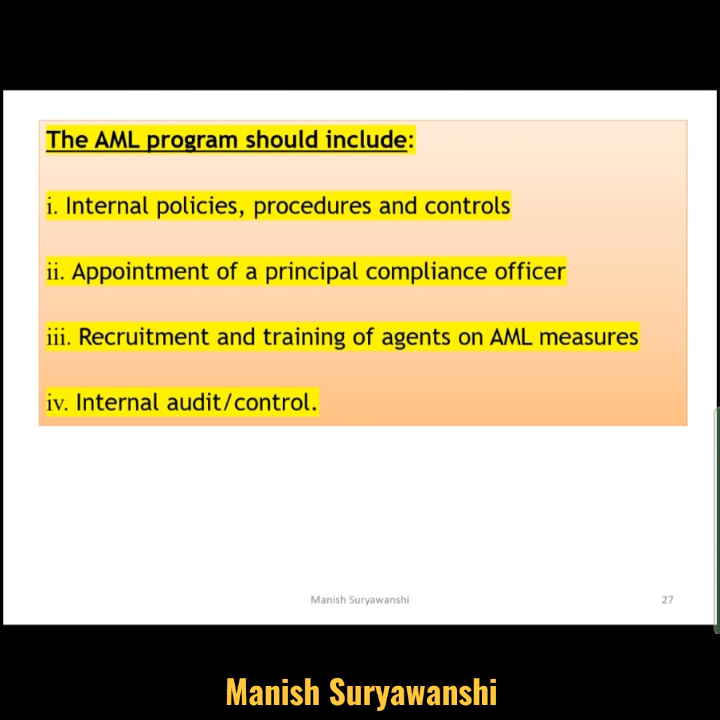 The AML program should include:
i. Internal policies, procedures and controls
ii. Appointment of a principal compliance officer
iii. Recruitment and training of agents on AML measures
iv. Internal audit/control.
Manish Suryawanshi
27
Manish Suryawanshi